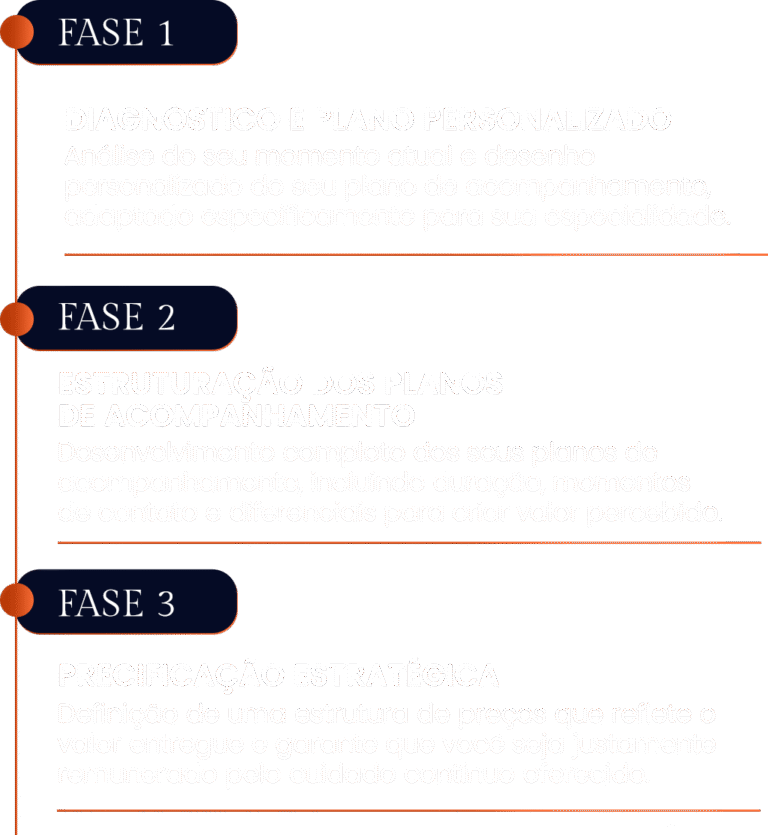 FASE 1
DIAGNÓSTICO E PLANO PERSONALIZADO
Análise do seu momento atual e desenho
personalizado do seu plano de acompanhamento,
adaptado especificamente para sua especialidade.
FASE 2
ESTRUTURAÇÃO DOS PLANOS
DE ACOMPANHAMENTO
Desenvolvimento completo dos seus planos de
acompanhamento, incluindo duração, momentos
de contato e diferenciais para criar valor percebido.
FASE 3
PRECIFICAÇÃO ESTRATÉGICA
Definição de uma estrutura de preços que reflete o
valor entregue e garante que você seja justamente
remunerado pelo cuidado contínuo oferecido.